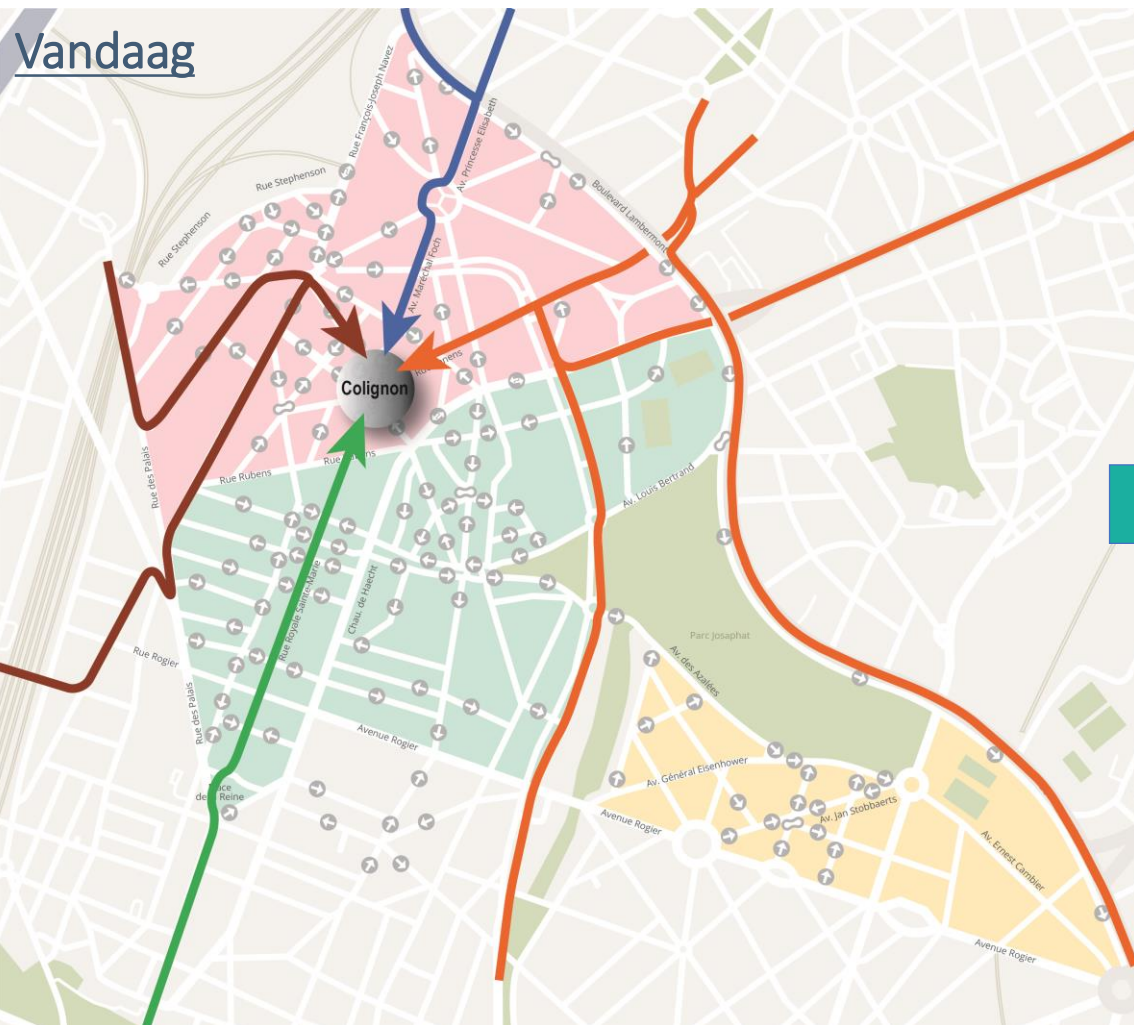 Vandaag
Rue François-Joseph Navez
Av. Princesse Elisabeth
Rue Stephenson
Boulevard Lambermont
Rue Stephenson
Av. Maréchal Foch
Colignon
Rue des Palais
Rue Rubens
Av. Louis Bertrand
Rue Royale Sainte-Marie
Chau. de Haecht
Parc Josaphat
Rue Rogier
Av. des Azalées
Rue des Palais
Avenue Rogier
Av. Général Eisenhower
de la Reine
Av. Jan Stobbaerts
Avenue Rogier
Av. Ernest Cambier
Avenue Rogier